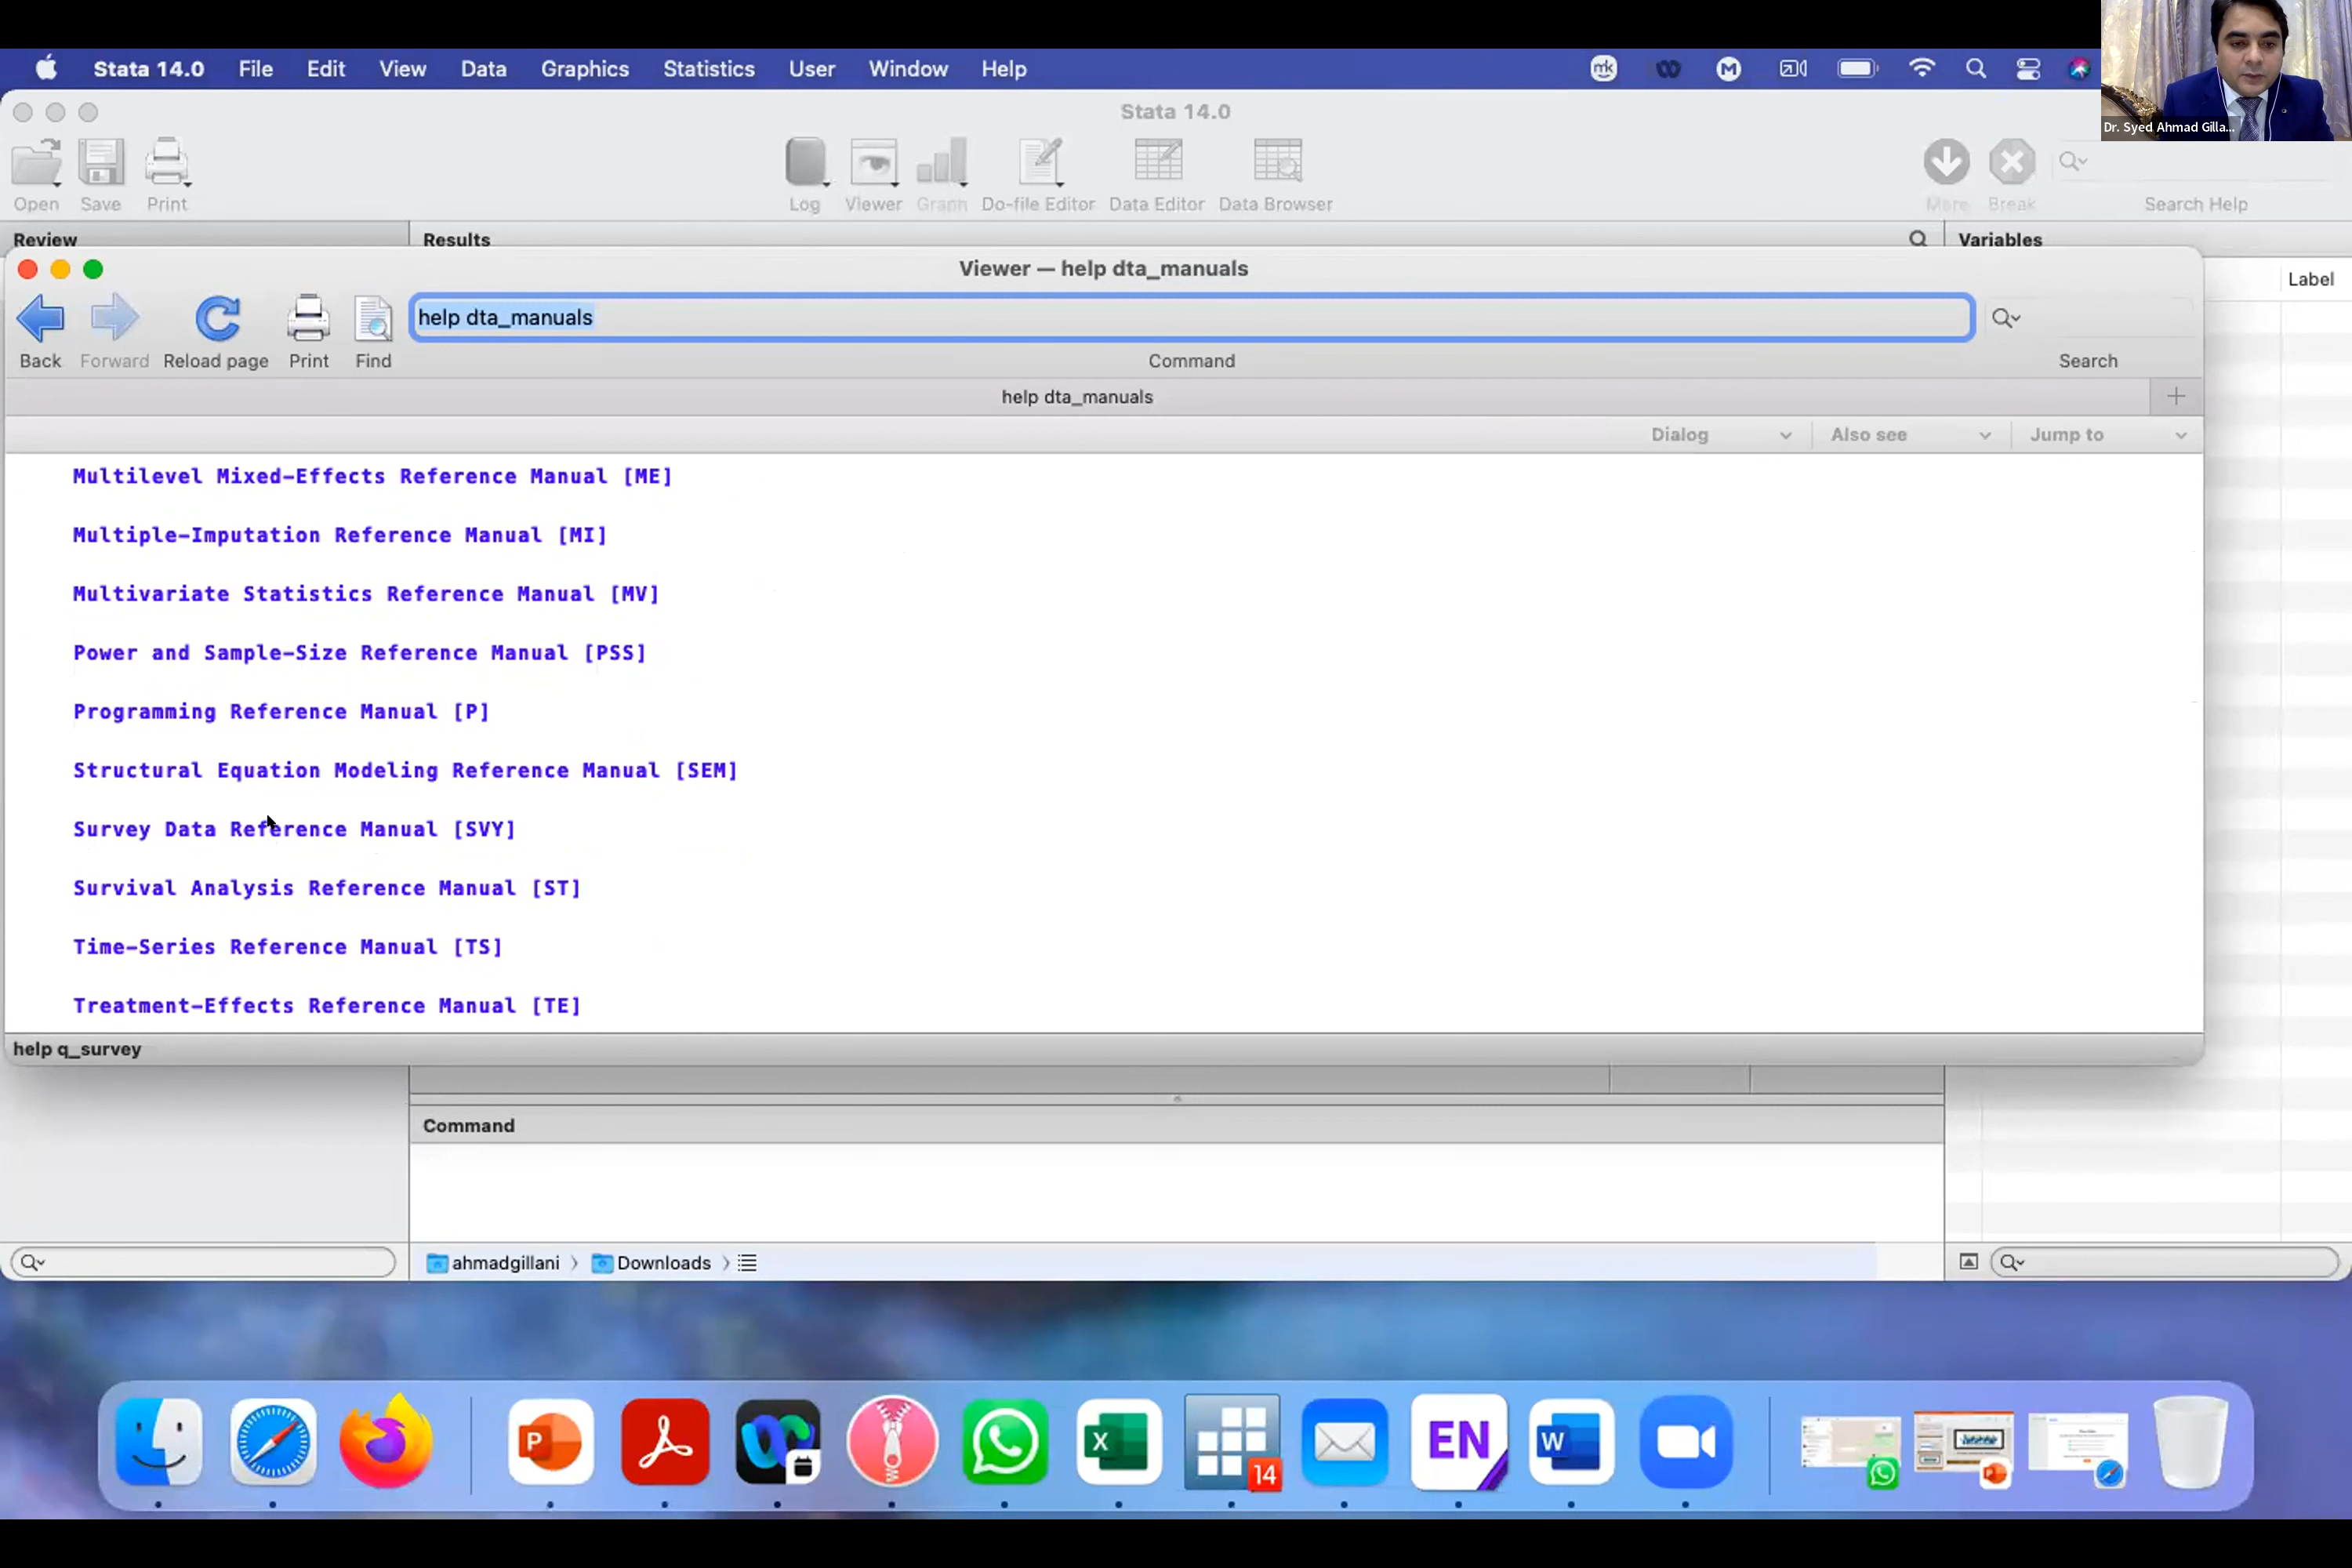 Stata 14.0 File Edit View Data Graphics Statistics User Window Help
Dr. Syed Ahmad Gilla...
Stata 14.0
Open Save Print Log Viewer Graph Do-file Editor Data Editor Data Browser More Break Search Help
Review Results Variables
Label
Viewer — help dta_manuals
help dta_manuals
Back Forward Reload page Print Find Command Search
help dta_manuals
Dialog Also see Jump to
Multilevel Mixed-Effects Reference Manual [ME]
Multiple-Imputation Reference Manual [MI]
Multivariate Statistics Reference Manual [MV]
Power and Sample-Size Reference Manual [PSS]
Programming Reference Manual [P]
Structural Equation Modeling Reference Manual [SEM]
Survey Data Reference Manual [SVY]
Survival Analysis Reference Manual [ST]
Time-Series Reference Manual [TS]
Treatment-Effects Reference Manual [TE]
help q_survey
Command
ahmadgillani Downloads
P X 14 EN W